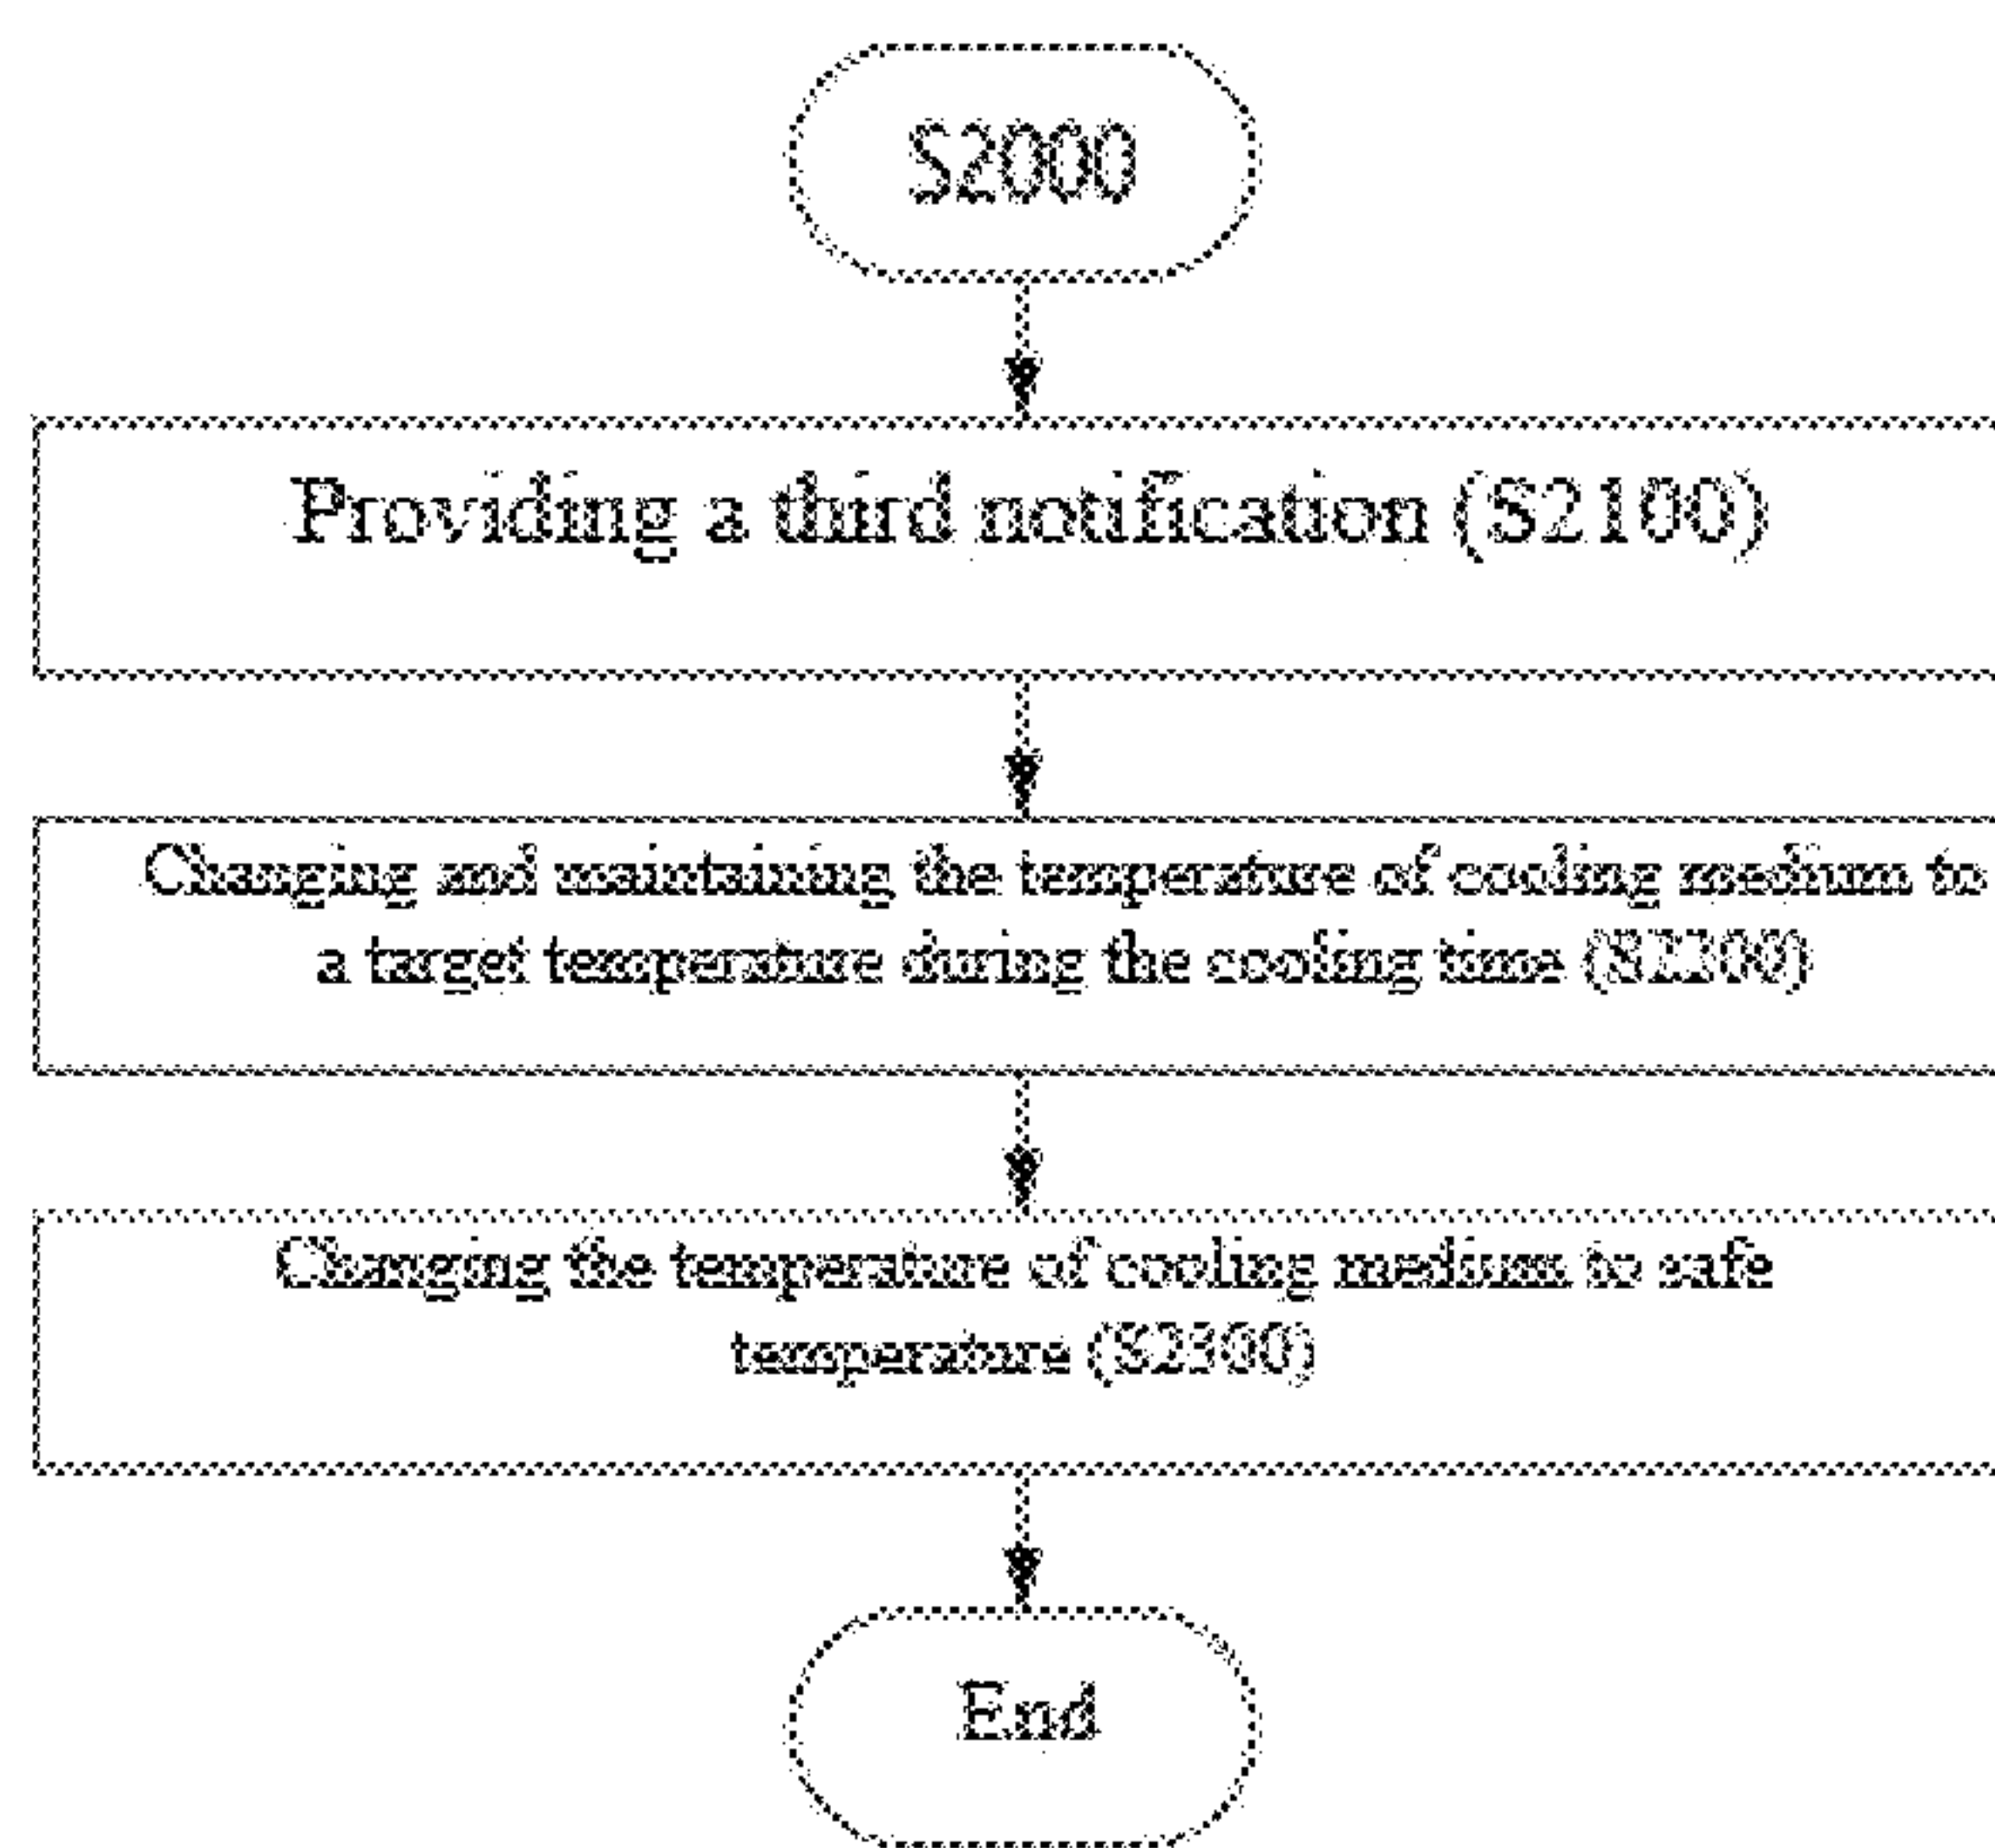 S2000
Providing a third notification (S2100)
Changing and maintaining the temperature of cooling medium to
a target temperature during the cooling time
Changing the temperature of cooling medium to safe
temperature (S2300)
End